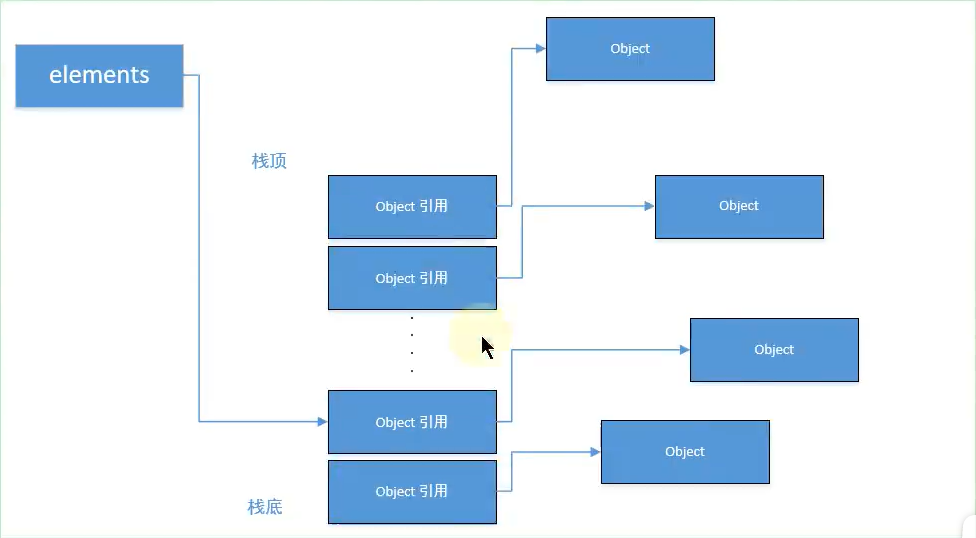 Object
elements
栈顶
Object 引用
Object
Object 引用
Object
Object 引用
Object
Object 引用
栈底